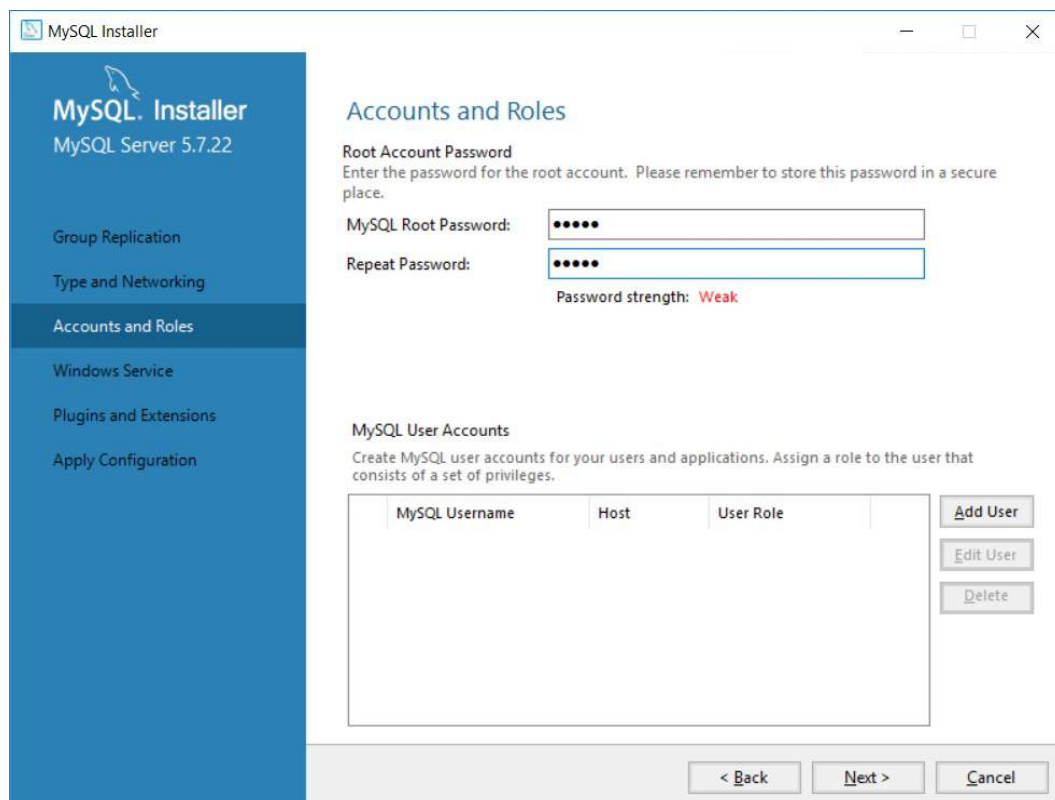 MySQL Installer
MySQL. Installer
MySQL Server 5.7.22
Group Replication
Type and Networking
Accounts and Roles
Windows Service
Plugins and Extensions
Apply Configuration
Accounts and Roles
Root Account Password
Enter the password for the root account. Please remember to store this password in a secure
place.
MySQL Root Password: •••••
Repeat Password: •••••
Password strength: Weak
MySQL User Accounts
Create MySQL user accounts for your users and applications. Assign a role to the user that
consists of a set of privileges.
MySQL Username Host User Role
Add User
Edit User
Delete
< Back Next > Cancel